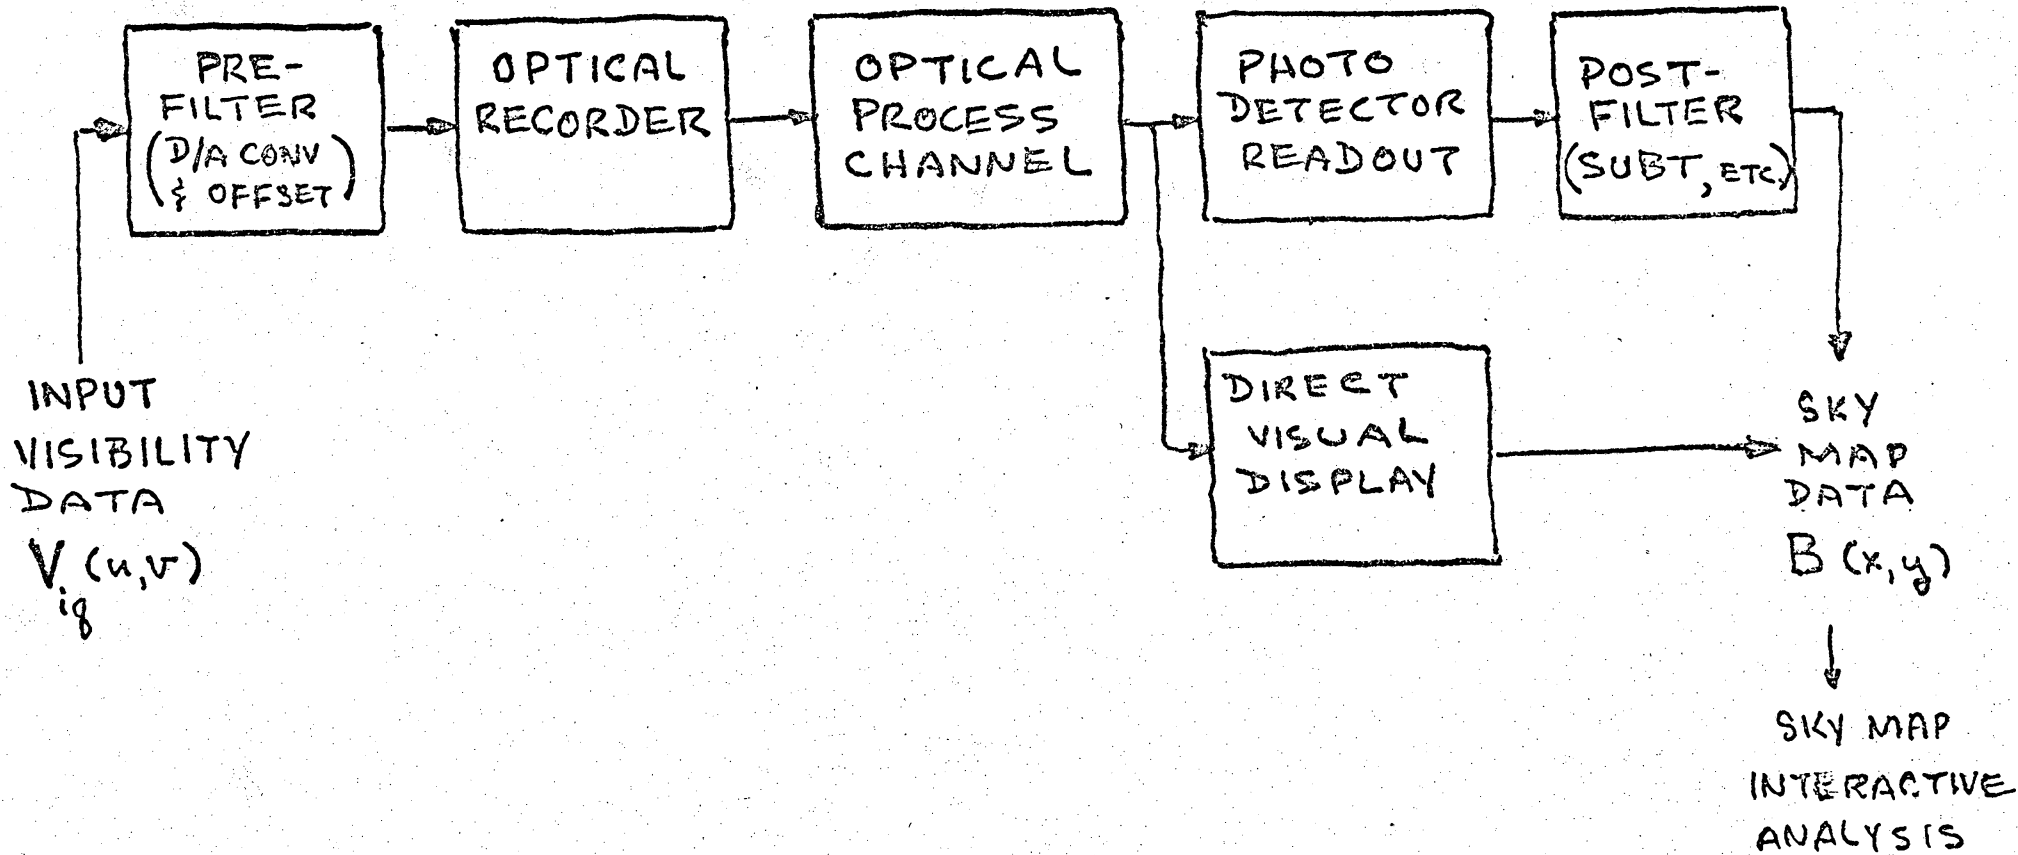 PRE-
FILTER
(D/A CONV
& OFFSET)
OPTICAL
RECORDER
OPTICAL
PROCESS
CHANNEL
PHOTO
DETECTOR
READOUT
POST-
FILTER
(SUBT, ETC.)
INPUT
VISIBILITY
DATA
V_iq (u,v)
DIRECT
VISUAL
DISPLAY
SKY
MAP
DATA
B (x,y)
SKY MAP
INTERACTIVE
ANALYSIS